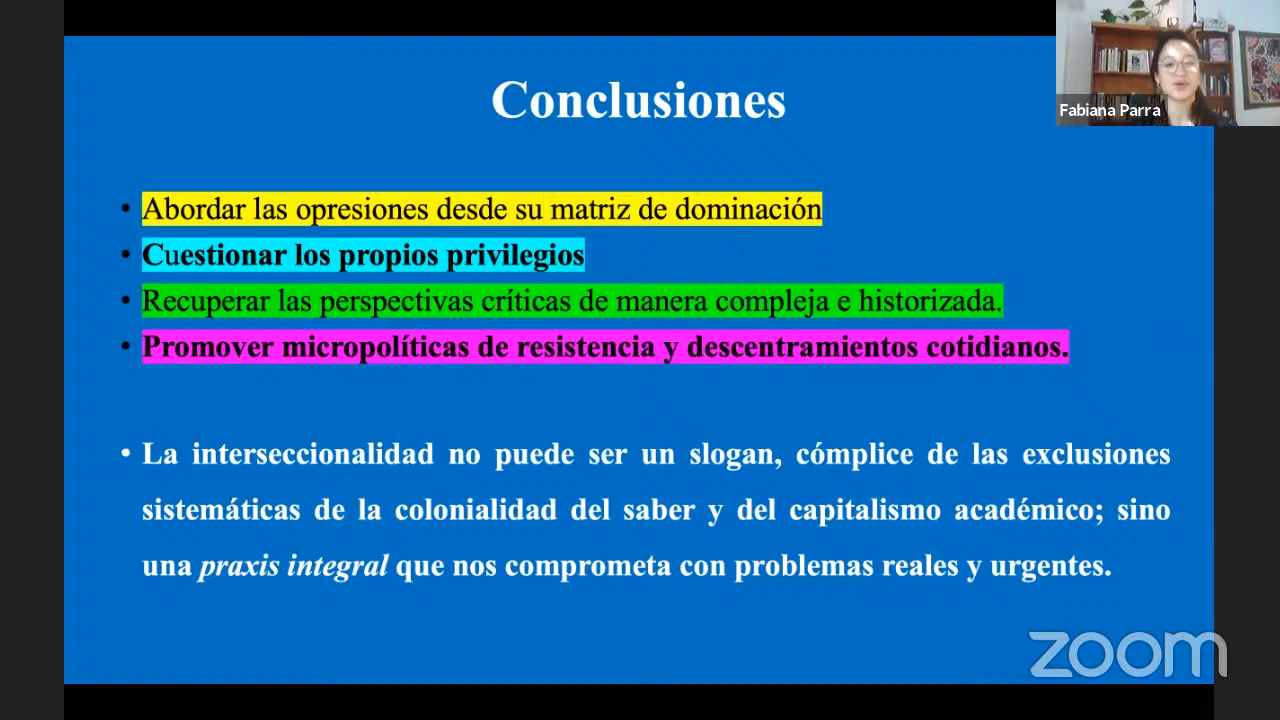 Conclusiones
Fabiana Parra
• Abordar las opresiones desde su matriz de dominación
• Cuestionar los propios privilegios
• Recuperar las perspectivas críticas de manera compleja e historizada.
• Promover micropolíticas de resistencia y descentramientos cotidianos.
• La interseccionalidad no puede ser un slogan, cómplice de las exclusiones
sistemáticas de la colonialidad del saber y del capitalismo académico; sino
una praxis integral que nos comprometa con problemas reales y urgentes.
zoom